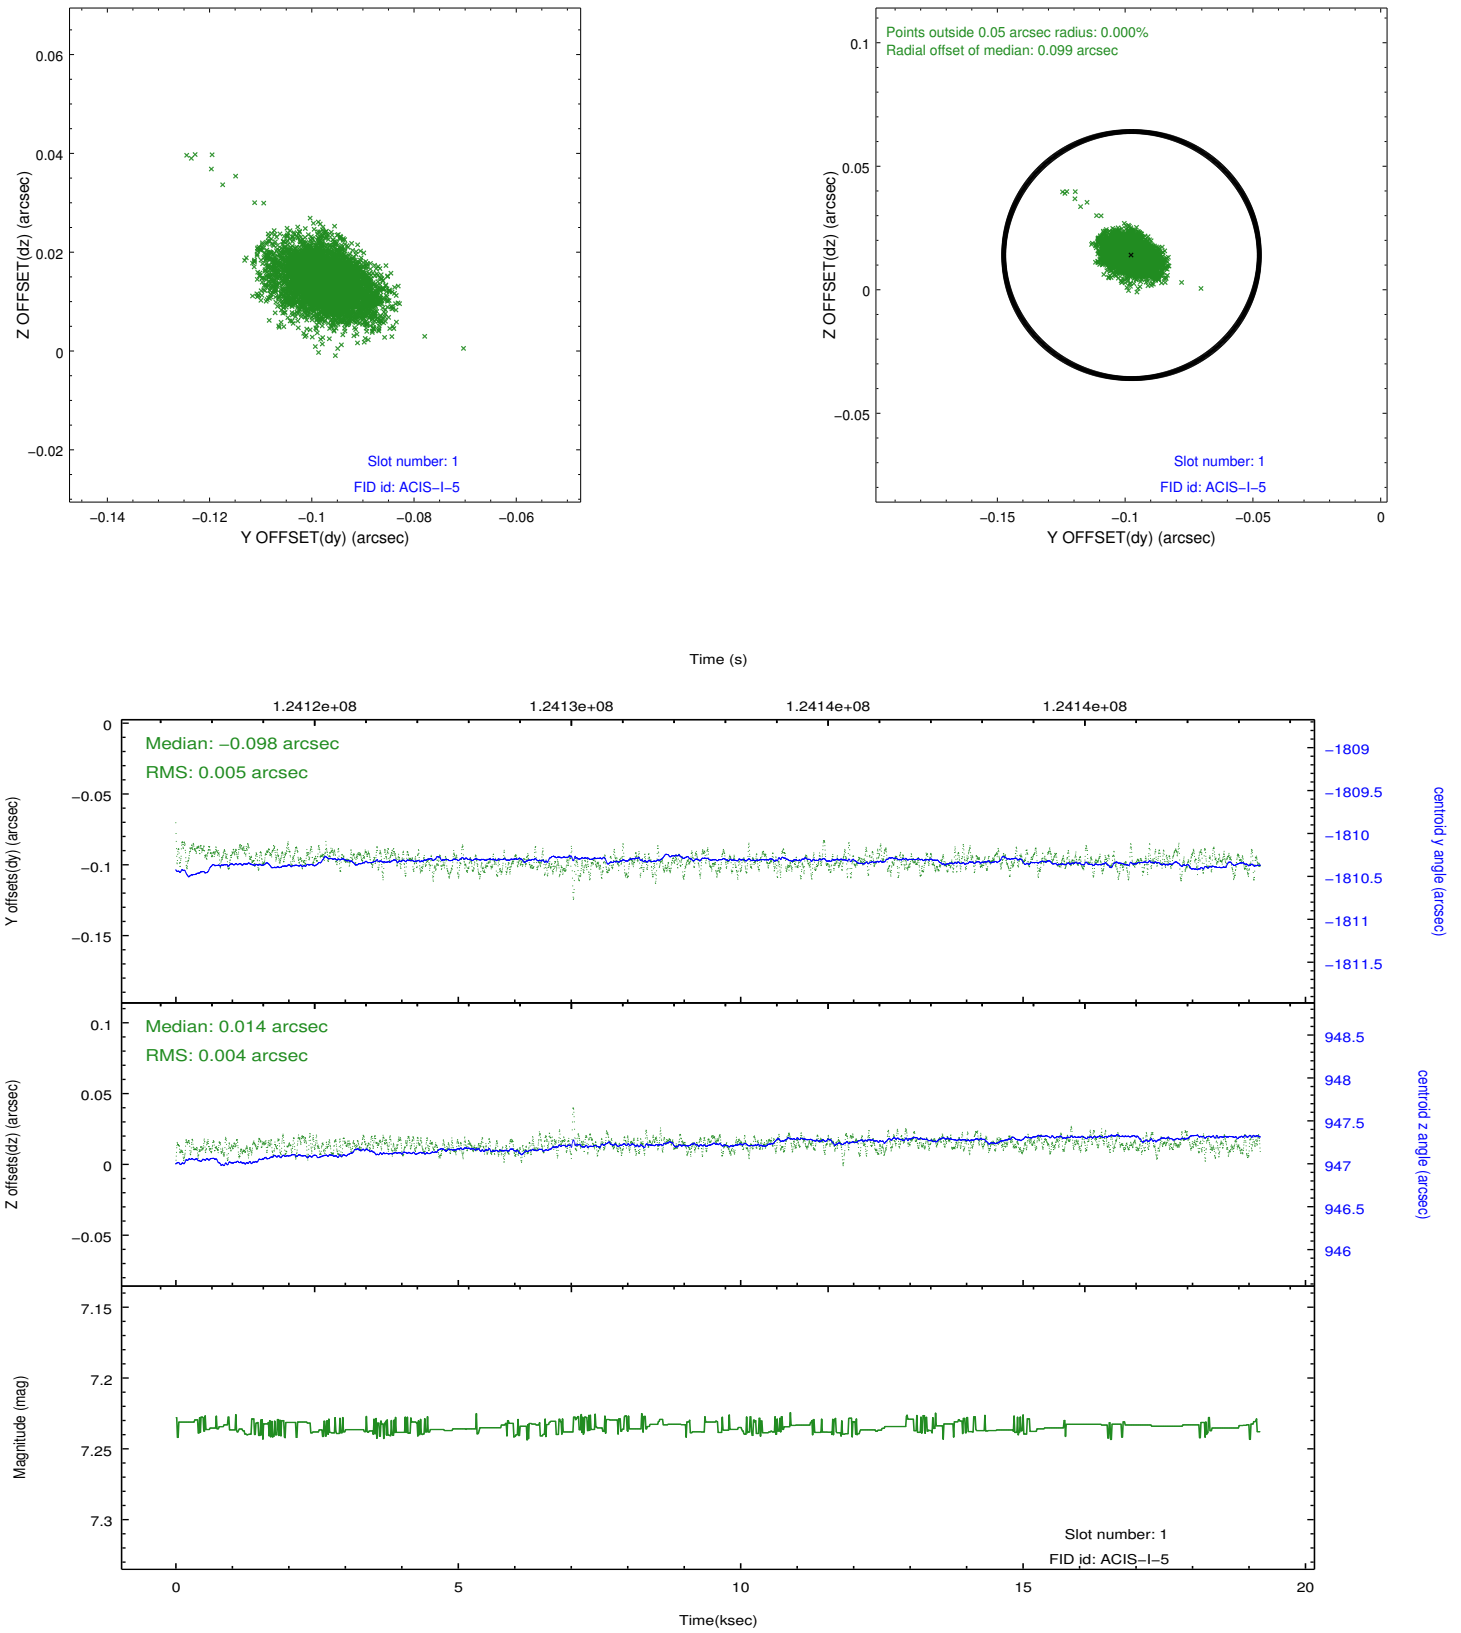 0.06
0.04
0.02
0
−0.02
Z OFFSET(dz) (arcsec)
Slot number: 1
FID id: ACIS−I−5
−0.14
−0.12
−0.1
−0.08
−0.06
Y OFFSET(dy) (arcsec)
Points outside 0.05 arcsec radius: 0.000%
Radial offset of median: 0.099 arcsec
0.1
0.05
0
−0.05
Z OFFSET(dz) (arcsec)
Slot number: 1
FID id: ACIS−I−5
−0.15
−0.1
−0.05
0
Y OFFSET(dy) (arcsec)
Time (s)
1.2412e+08
1.2413e+08
1.2414e+08
1.2414e+08
Median: −0.098 arcsec
RMS: 0.005 arcsec
0
−0.05
−0.1
−0.15
Y offsets(dy) (arcsec)
−1809
−1809.5
−1810
−1810.5
−1811
−1811.5
centroid y angle (arcsec)
Median: 0.014 arcsec
RMS: 0.004 arcsec
0.1
0.05
0
−0.05
Z offsets(dz) (arcsec)
948.5
948
947.5
947
946.5
946
centroid z angle (arcsec)
7.15
7.2
7.25
7.3
Magnitude (mag)
Slot number: 1
FID id: ACIS−I−5
0
5
10
15
20
Time(ksec)